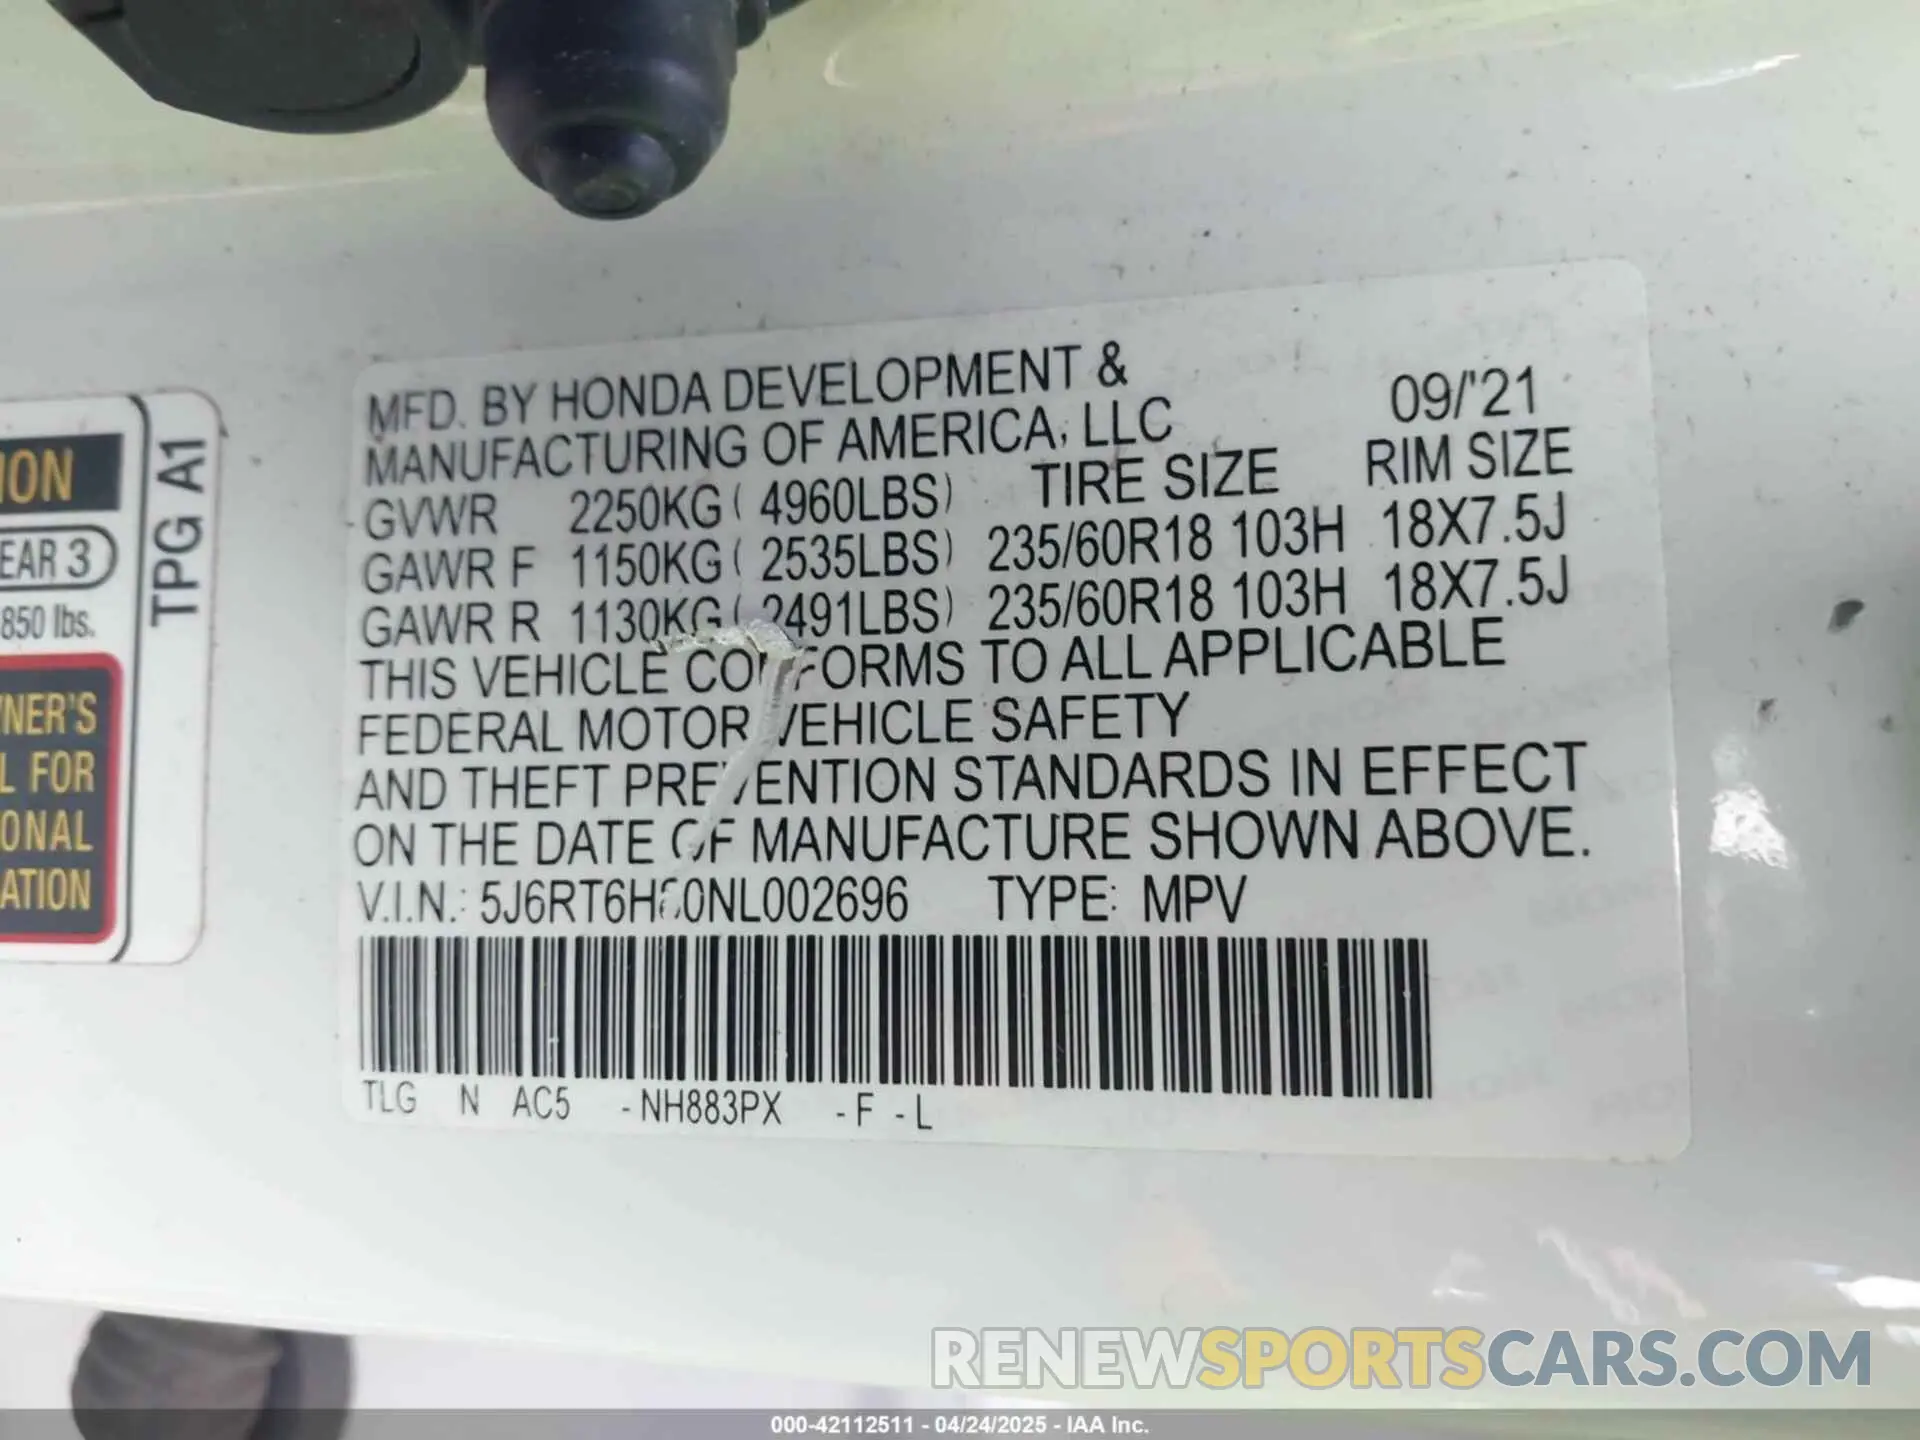 MFD. BY HONDA DEVELOPMENT &
MANUFACTURING OF AMERICA, LLC 09/'21
GVWR 2250KG ( 4960LBS) TIRE SIZE RIM SIZE
GAWR F 1150KG ( 2535LBS) 235/60R18 103H 18X7.5J
GAWR R 1130KG ( 2491LBS) 235/60R18 103H 18X7.5J
THIS VEHICLE CONFORMS TO ALL APPLICABLE
FEDERAL MOTOR VEHICLE SAFETY
AND THEFT PREVENTION STANDARDS IN EFFECT
ON THE DATE OF MANUFACTURE SHOWN ABOVE.
V.I.N.: TYPE: MPV
TLG N AC5 -NH883PX -F -L
TPG A1
EAR 3
850 lbs.
NER'S
L FOR
ONAL
ATION
RENEWSPORTSCARS.COM
000-42112511 - 04/24/2025 - IAA Inc.